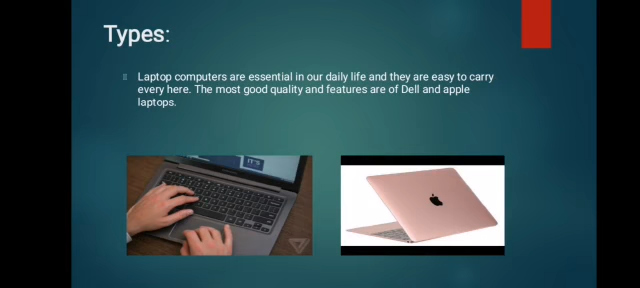 Types:
Laptop computers are essential in our daily life and they are easy to carry
every here. The most good quality and features are of Dell and apple
laptops.